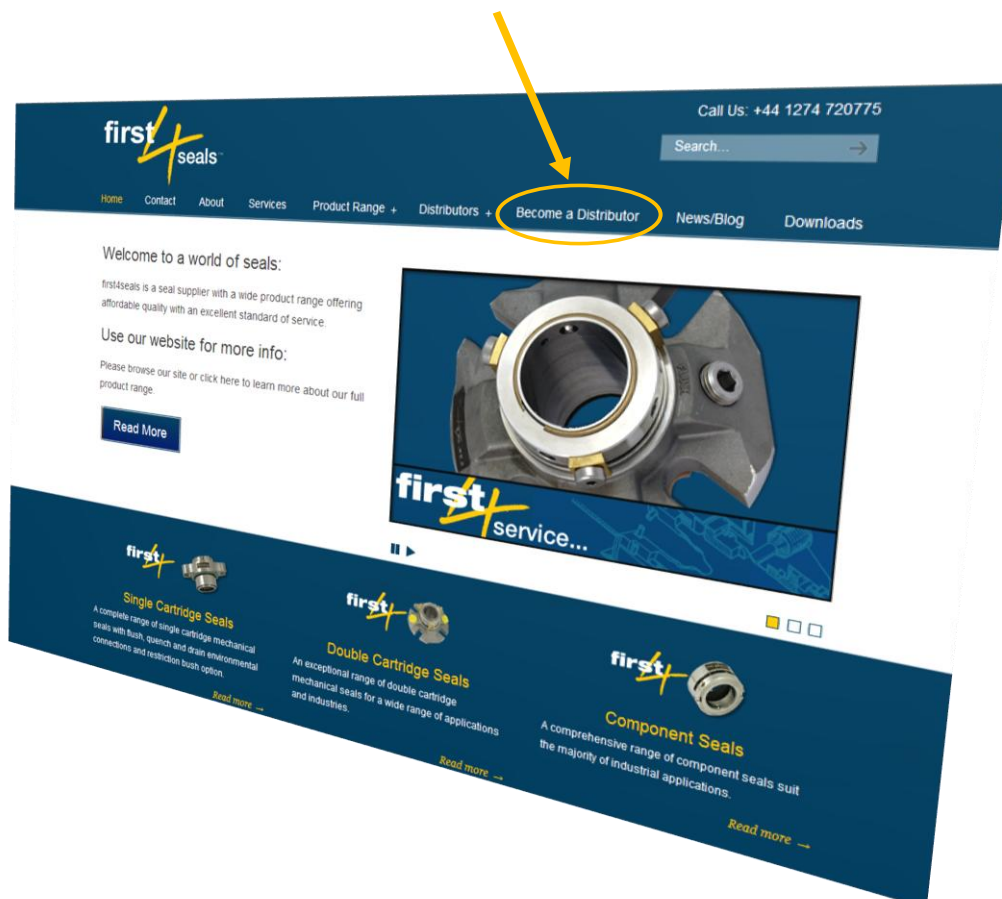 Call Us: +44 1274 720775
first4
seals™
Search...
Home Contact About Services Product Range + Distributors + Become a Distributor News/Blog Downloads
Welcome to a world of seals:
first4seals is a seal supplier with a wide product range offering
affordable quality with an excellent standard of service.
Use our website for more info:
Please browse our site or click here to learn more about our full
product range.
Read More
first4
service...
first4
Single Cartridge Seals
A complete range of single cartridge mechanical
seals with flush, quench and drain environmental
connections and restriction bush option.
Read more →
first4
Double Cartridge Seals
An exceptional range of double cartridge
mechanical seals for a wide range of applications
and industries.
Read more →
first4
Component Seals
A comprehensive range of component seals suit
the majority of industrial applications.
Read more →